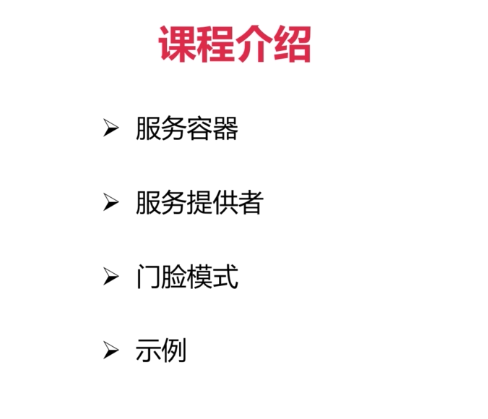 课程介绍
➢ 服务容器
➢ 服务提供者
➢ 门脸模式
➢ 示例